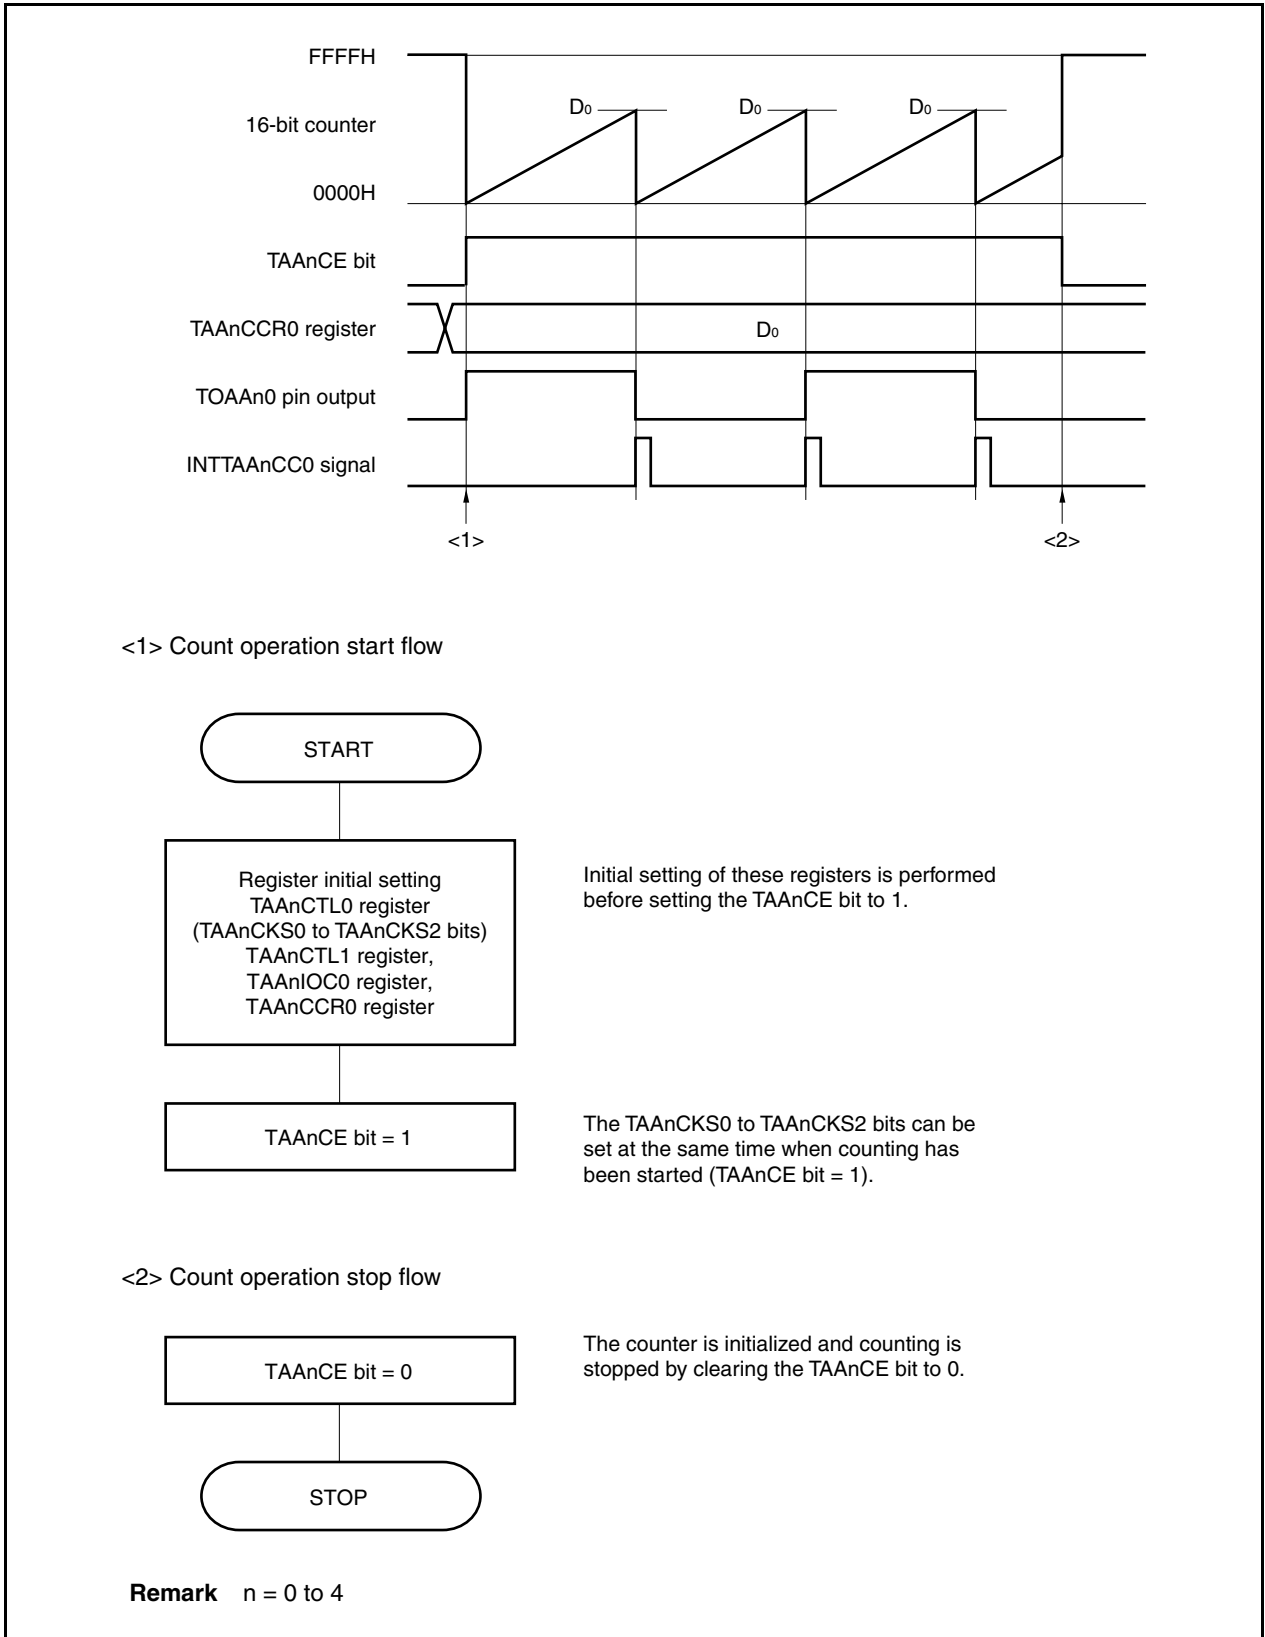 FFFFH
D0 D0 D0
16-bit counter
0000H
TAAnCE bit
TAAnCCR0 register
D0
TOAAn0 pin output
INTTAAnCC0 signal
<1> <2>
<1> Count operation start flow
START
Register initial setting
TAAnCTL0 register
(TAAnCKS0 to TAAnCKS2 bits)
TAAnCTL1 register,
TAAnIOC0 register,
TAAnCCR0 register
Initial setting of these registers is performed
before setting the TAAnCE bit to 1.
TAAnCE bit = 1
The TAAnCKS0 to TAAnCKS2 bits can be
set at the same time when counting has
been started (TAAnCE bit = 1).
<2> Count operation stop flow
TAAnCE bit = 0
The counter is initialized and counting is
stopped by clearing the TAAnCE bit to 0.
STOP
Remark n = 0 to 4